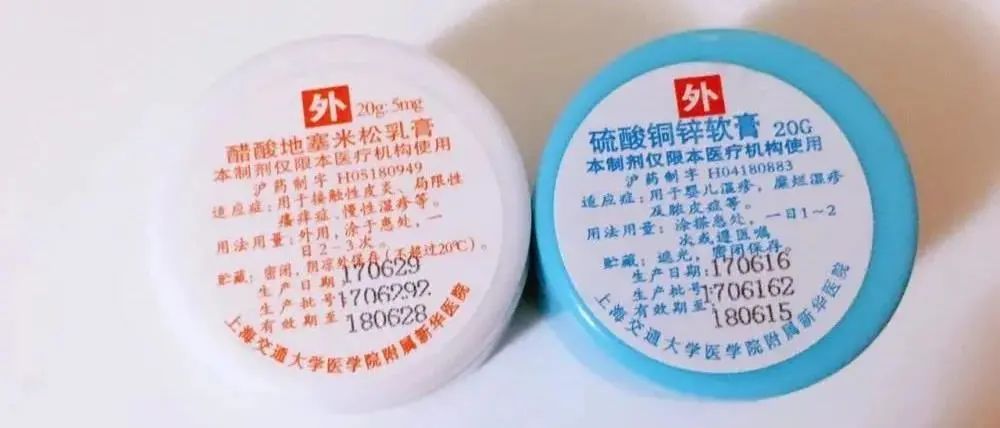 外 20g:5mg
醋酸地塞米松乳膏
本制剂仅限本医疗机构使用
沪药制字 H05180949
适应症:用于接触性皮炎、局限性
瘙痒症、慢性湿疹等。
用法用量:外用,涂于患处,一
日2-3次。
贮藏:密闭,阴凉处保存(不超过20℃)。
生产日期 170629
生产批号 1706292
有效期至 180628
上海交通大学医学院附属新华医院
外
硫酸铜锌软膏 20G
本制剂仅限本医疗机构使用
沪药制字 H04180883
适应症:用于婴儿湿疹,糜烂湿疹
及脓皮症等。
用法用量:涂搽患处,一日1~2
次或遵医嘱
贮藏:遮光,密闭保存。
生产日期:170616
生产批号:1706162
有效期至:180615
上海交通大学医学院附属新华医院